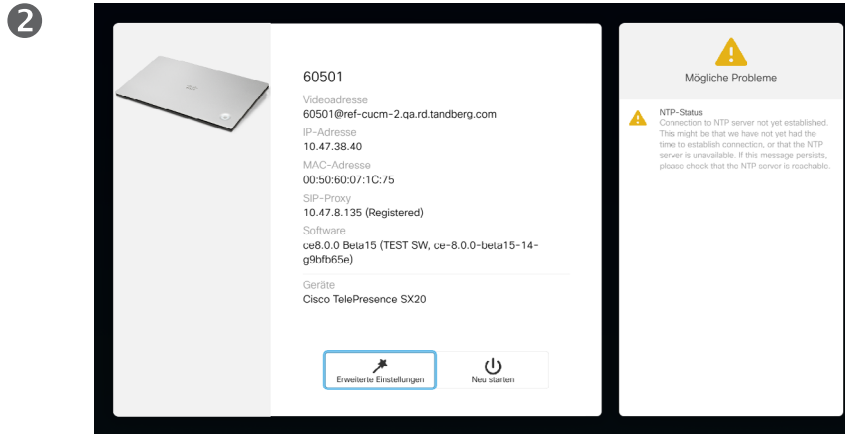 2
60501
Videoadresse
60501@ref-cucm-2.qa.rd.tandberg.com
IP-Adresse
10.47.38.40
MAC-Adresse
00:50:60:07:1C:75
SIP-Proxy
10.47.8.135 (Registered)
Software
ce8.0.0 Beta15 (TEST SW, ce-8.0.0-beta15-14-
g9bfb65e)
Geräte
Cisco TelePresence SX20
Erweiterte Einstellungen
Neu starten
Mögliche Probleme
NTP-Status
Connection to NTP server not yet established.
This might be that we have not yet had the
time to establish connection, or that the NTP
server is unavailable. If this message persists,
please check that the NTP server is reachable.